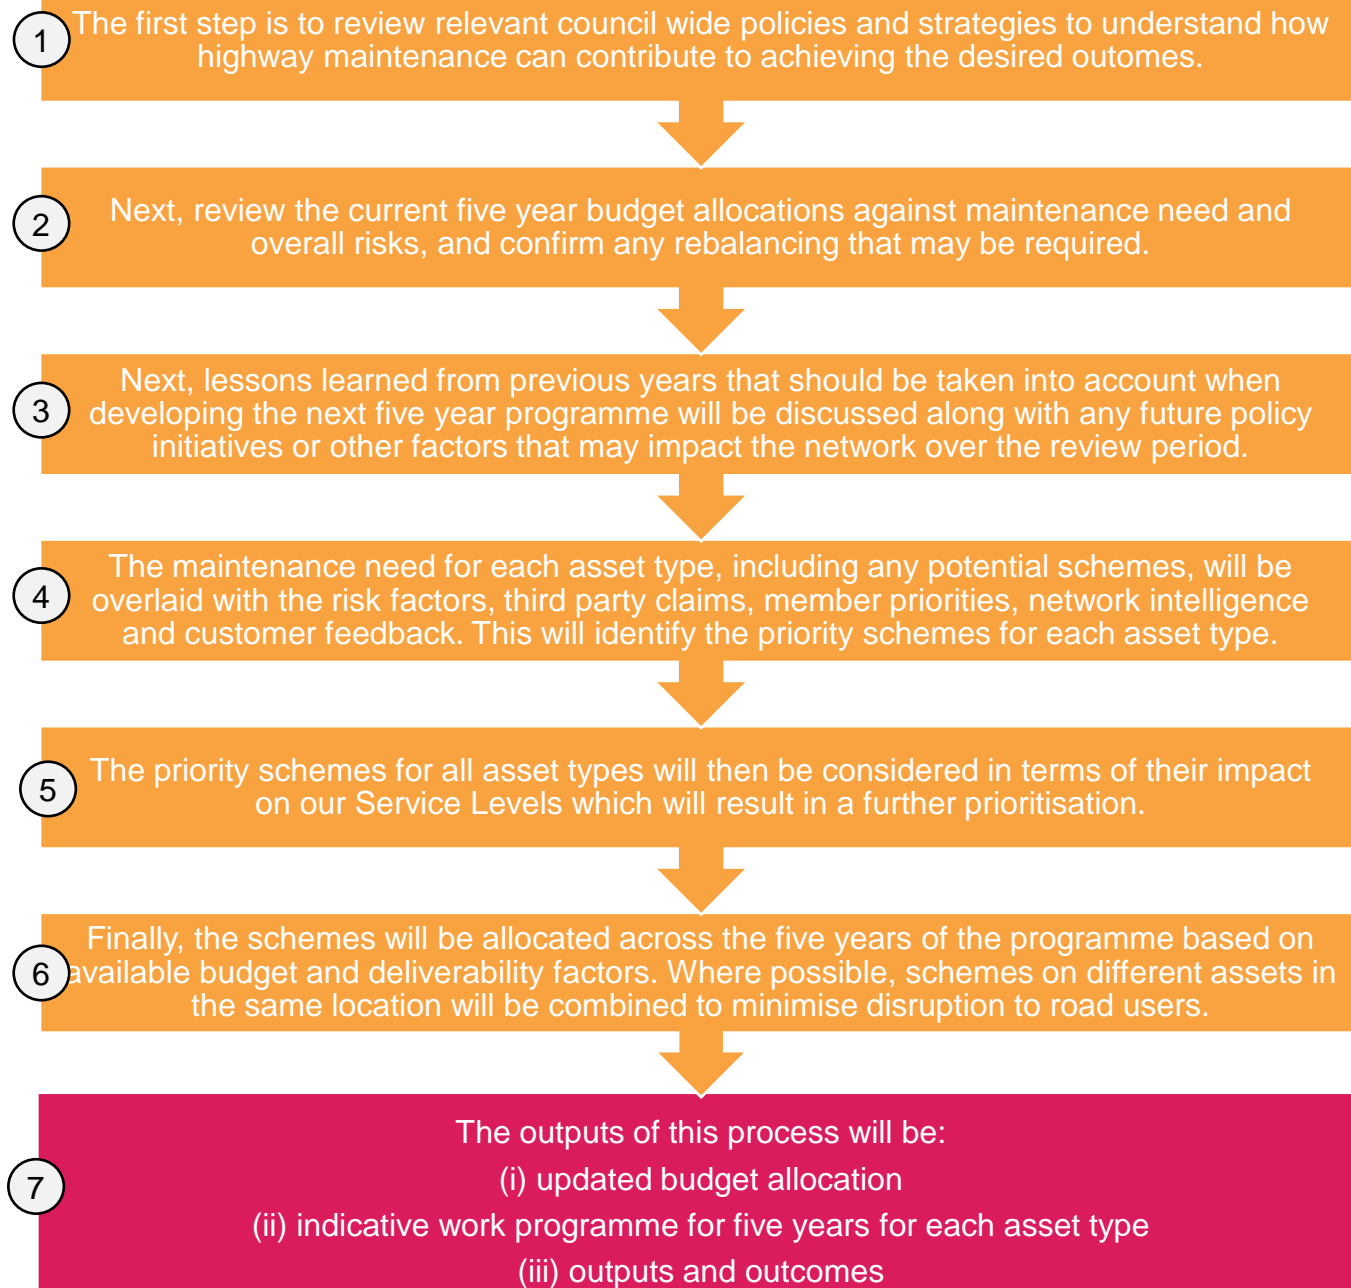 1
The first step is to review relevant council wide policies and strategies to understand how
highway maintenance can contribute to achieving the desired outcomes.
2
Next, review the current five year budget allocations against maintenance need and
overall risks, and confirm any rebalancing that may be required.
3
Next, lessons learned from previous years that should be taken into account when
developing the next five year programme will be discussed along with any future policy
initiatives or other factors that may impact the network over the review period.
4
The maintenance need for each asset type, including any potential schemes, will be
overlaid with the risk factors, third party claims, member priorities, network intelligence
and customer feedback. This will identify the priority schemes for each asset type.
5
The priority schemes for all asset types will then be considered in terms of their impact
on our Service Levels which will result in a further prioritisation.
6
Finally, the schemes will be allocated across the five years of the programme based on
available budget and deliverability factors. Where possible, schemes on different assets in
the same location will be combined to minimise disruption to road users.
7
The outputs of this process will be:
(i) updated budget allocation
(ii) indicative work programme for five years for each asset type
(iii) outputs and outcomes